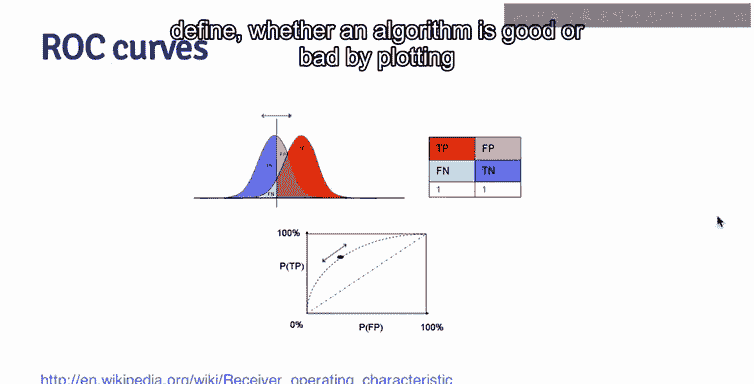 define, whether an algorithm is good or
bad by plotting
ROC curves
TP FP
FN TN
1 1
100%
P(TP)
0% P(FP) 100%
http://en.wikipedia.org/wiki/Receiver_operating_characteristic